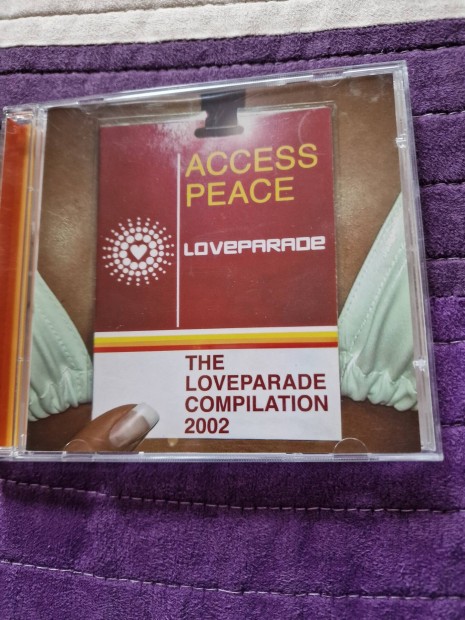 ACCESS
PEACE
LOVEPARADE
THE
LOVEPARADE
COMPILATION
2002